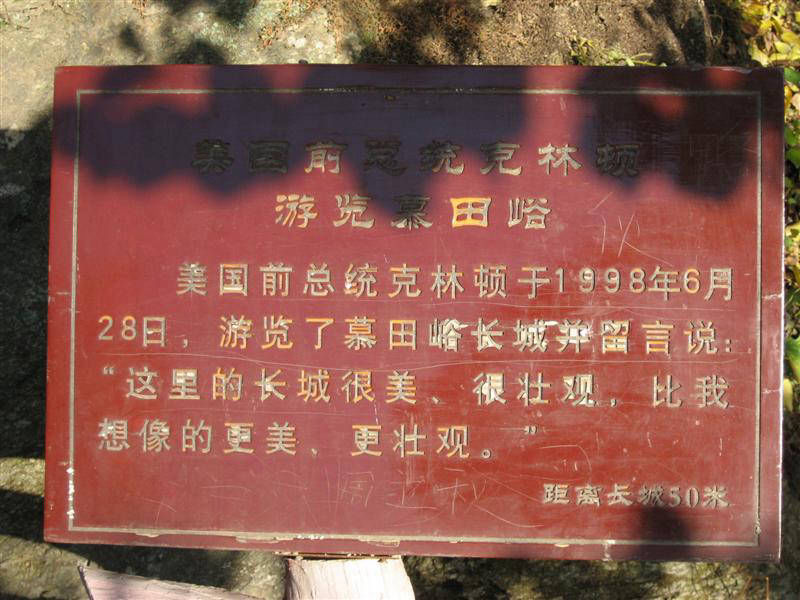 美国前总统克林顿
游览慕田峪
美国前总统克林顿于1998年6月
28日，游览了慕田峪长城并留言说：
“这里的长城很美、很壮观，比我
想像的更美、更壮观。”
距离长城50米